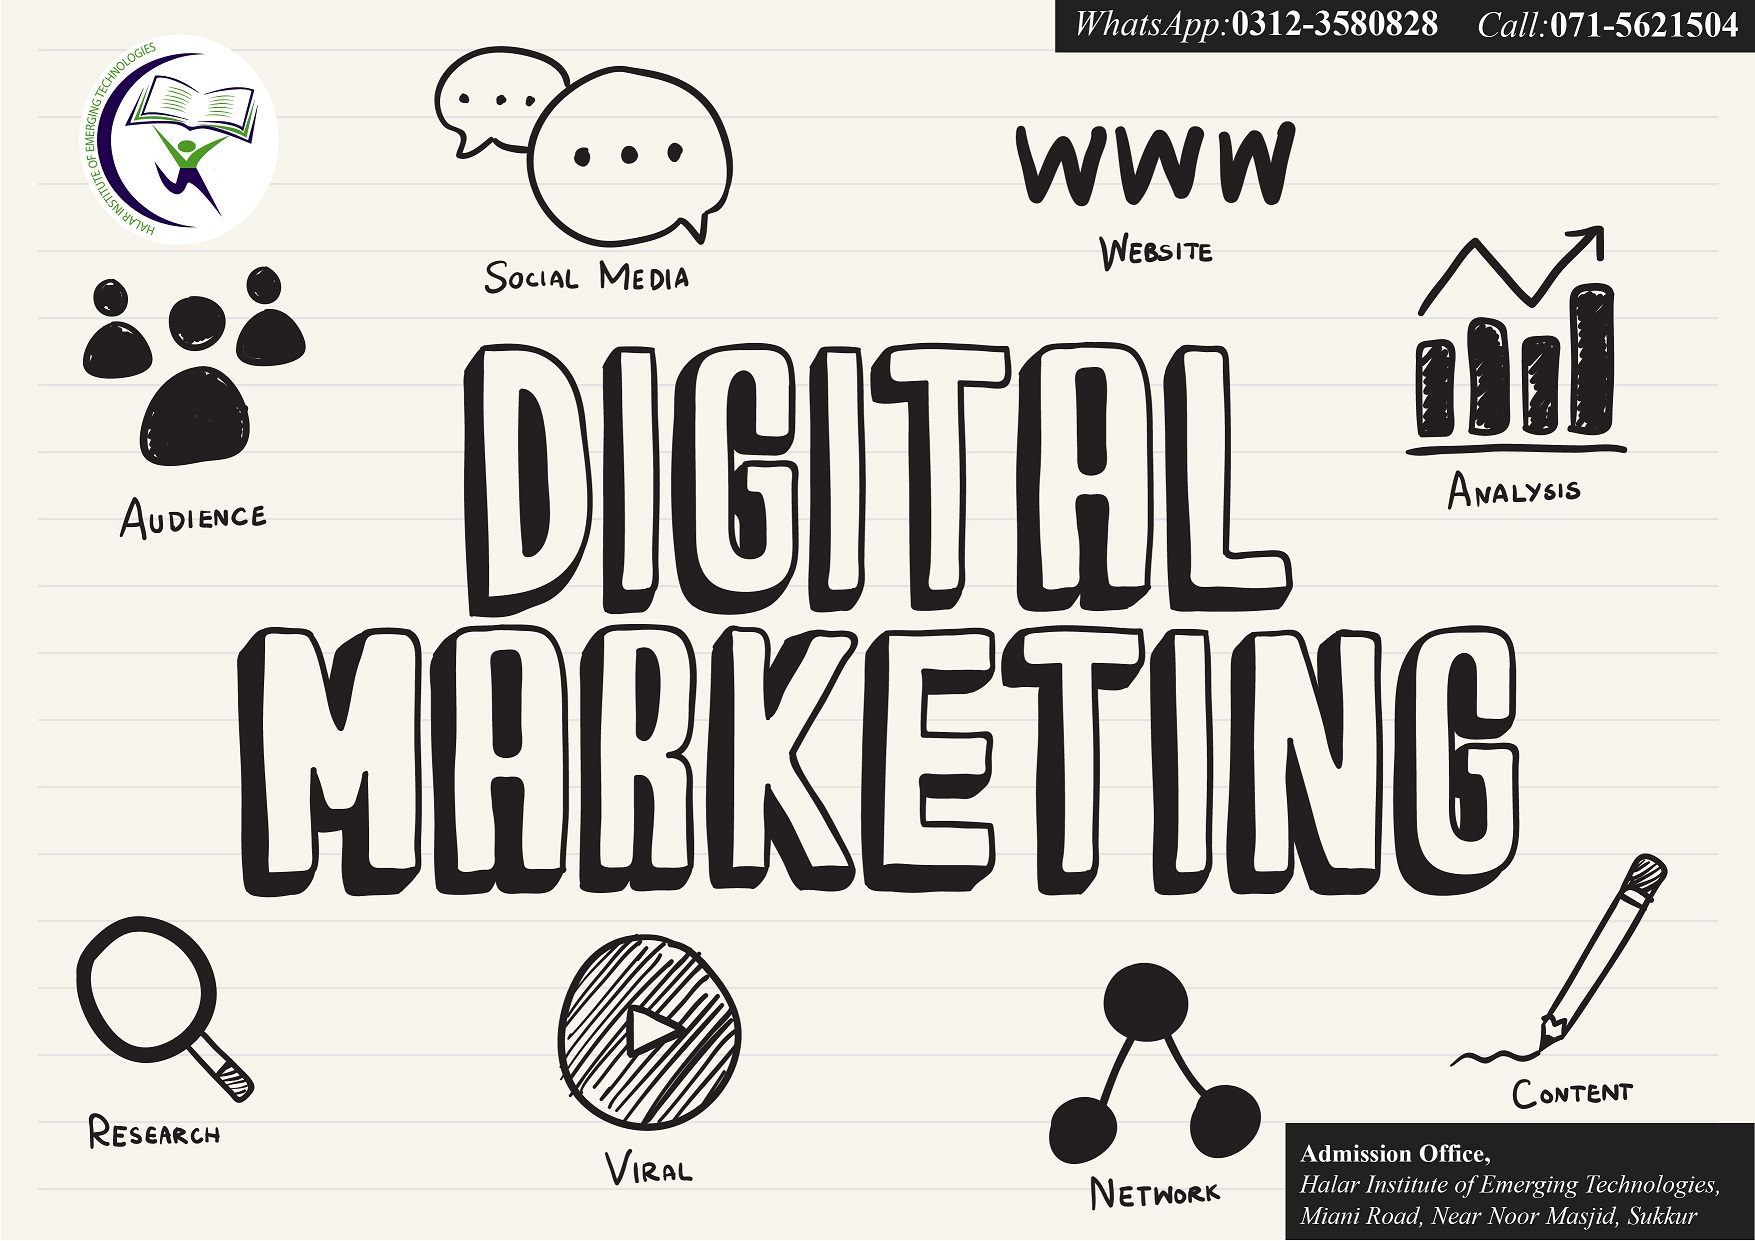 WhatsApp:0312-3580828 Call:071-5621504
HALAR INSTITUTE OF EMERGING TECHNOLOGIES
SOCIAL MEDIA
WWW
WEBSITE
AUDIENCE
ANALYSIS
DIGITAL
MARKETING
RESEARCH
VIRAL
NETWORK
CONTENT
Admission Office,
Halar Institute of Emerging Technologies,
Miani Road, Near Noor Masjid, Sukkur